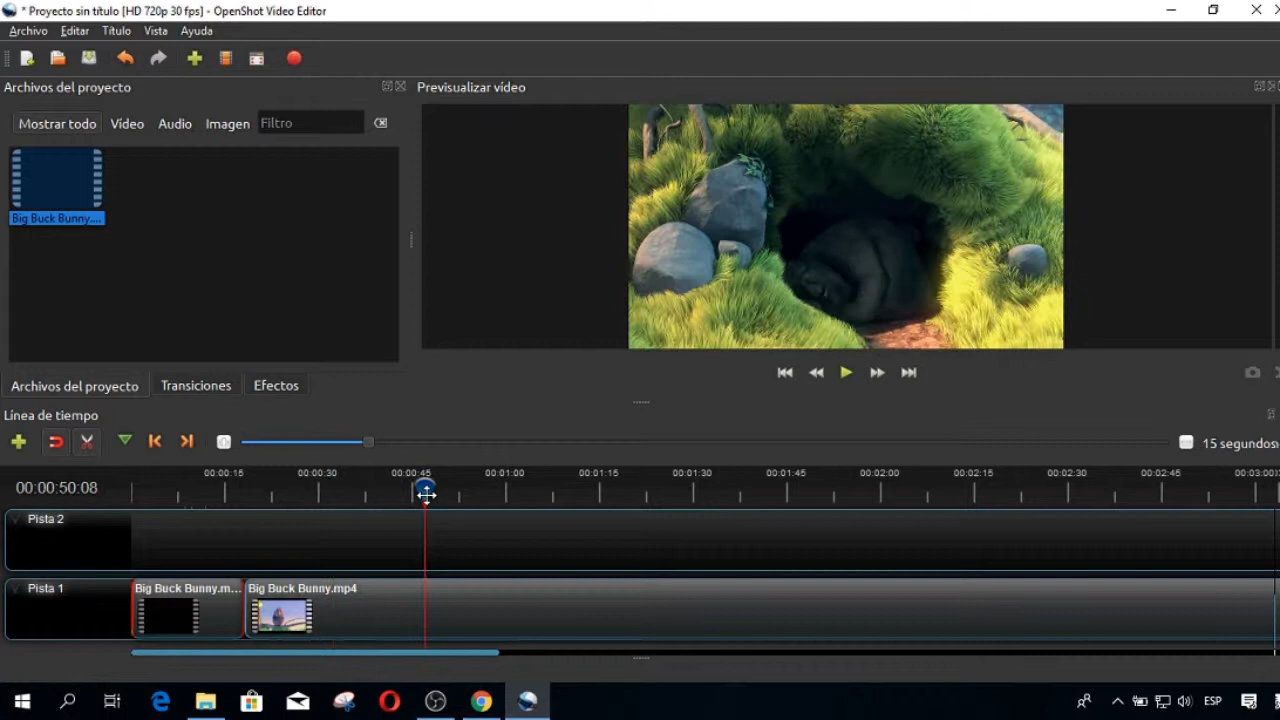 * Proyecto sin título [HD 720p 30 fps] - OpenShot Video Editor
Archivo Editar Título Vista Ayuda
Archivos del proyecto
Previsualizar vídeo
Mostrar todo Vídeo Audio Imagen Filtro
Big Buck Bunny....
Archivos del proyecto Transiciones Efectos
Línea de tiempo
15 segundos
00:00:15 00:00:30 00:00:45 00:01:00 00:01:15 00:01:30 00:01:45 00:02:00 00:02:15 00:02:30 00:02:45 00:03:00
00:00:50:08
Pista 2
Pista 1
Big Buck Bunny.m...
Big Buck Bunny.mp4
ESP